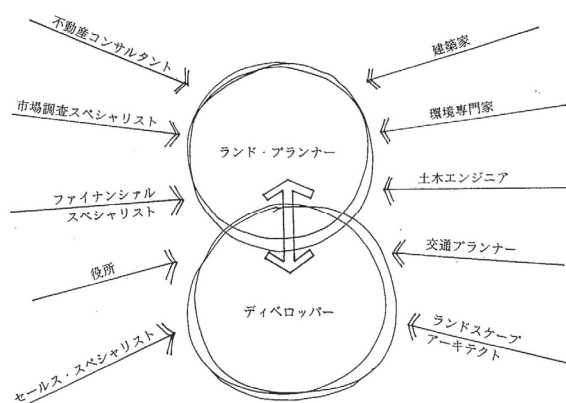 不動産コンサルタント
市場調査スペシャリスト
ファイナンシァル
スペシャリスト
役所
セールス・スペシャリスト
ランド・プランナー
ディベロッパー
建築家
環境専門家
土木エンジニア
交通プランナー
ランドスケープ
アーキテクト